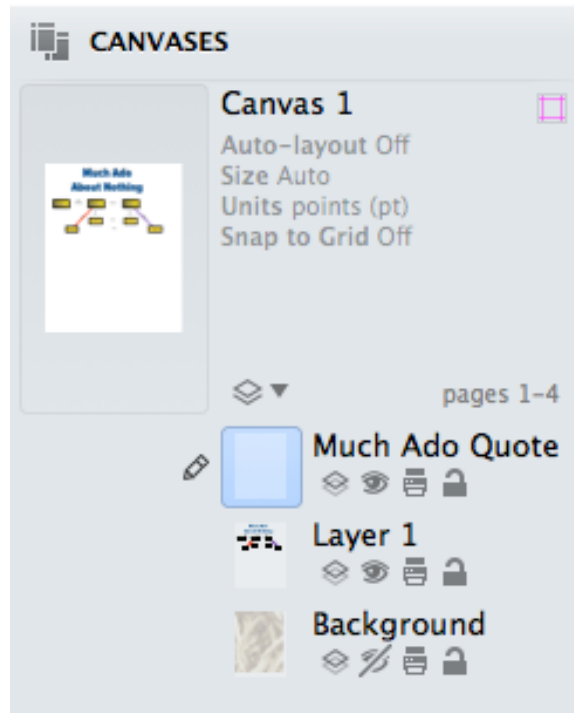 CANVASES
Canvas 1
Auto-layout Off
Size Auto
Units points (pt)
Snap to Grid Off
Much Ado
About Nothing
pages 1-4
Much Ado Quote
Layer 1
Background